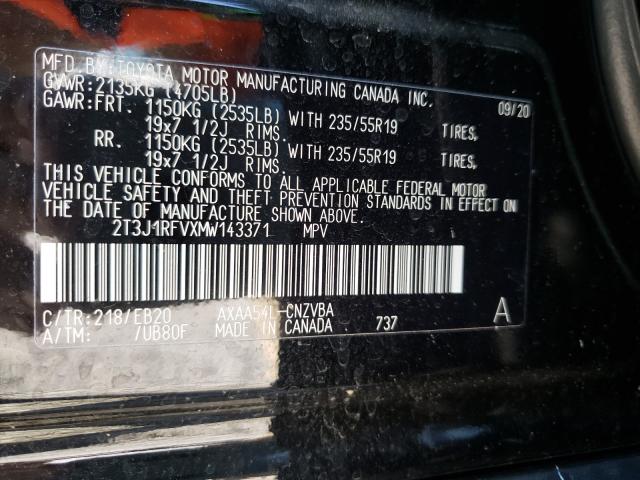 MFD. BY: TOYOTA MOTOR MANUFACTURING CANADA INC.
GVWR: 2135KG (4705LB) 09/20
GAWR: FRT. 1150KG (2535LB) WITH 235/55R19 TIRES,
19x7 1/2J RIMS.
RR. 1150KG (2535LB) WITH 235/55R19 TIRES,
19x7 1/2J RIMS.
THIS VEHICLE CONFORMS TO ALL APPLICABLE FEDERAL MOTOR
VEHICLE SAFETY AND THEFT PREVENTION STANDARDS IN EFFECT ON
THE DATE OF MANUFACTURE SHOWN ABOVE.
2T3J1RFVXMW143371 MPV
C/TR: 218/EB20 AXAA54L-CNZVBA A
A/TM: /UB80F MADE IN CANADA 737